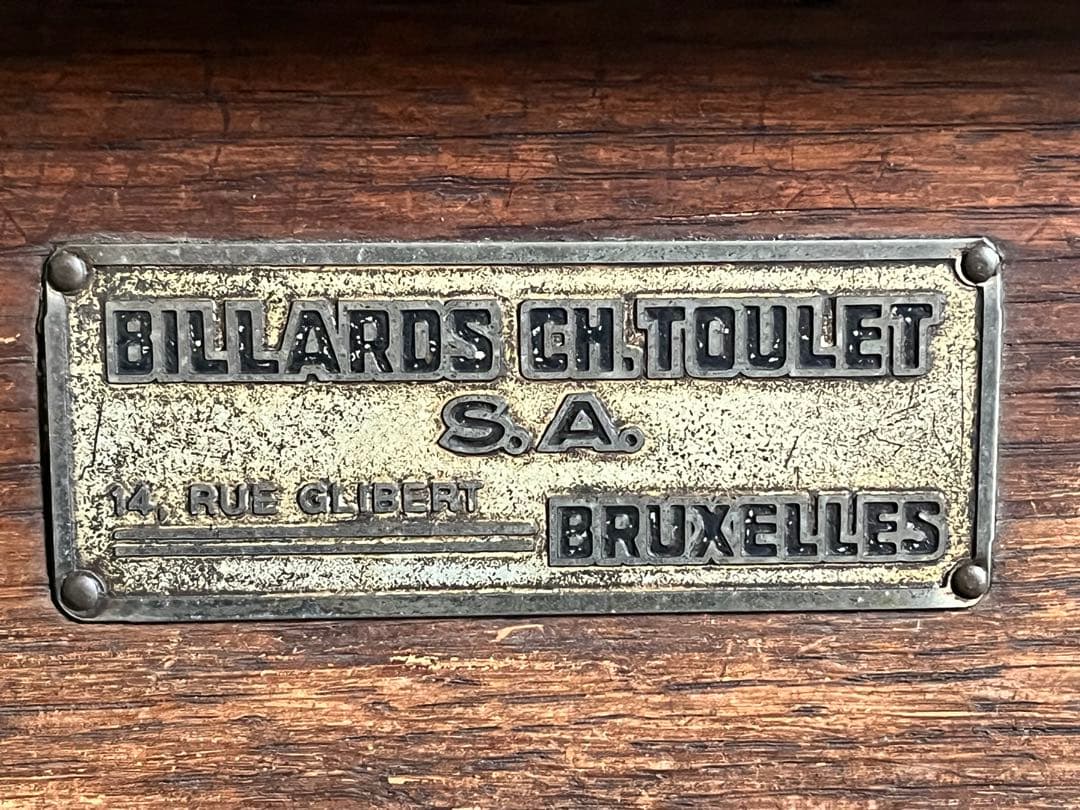 BILLARDS CH. TOULET
S.A.
14, RUE GLIBERT
BRUXELLES